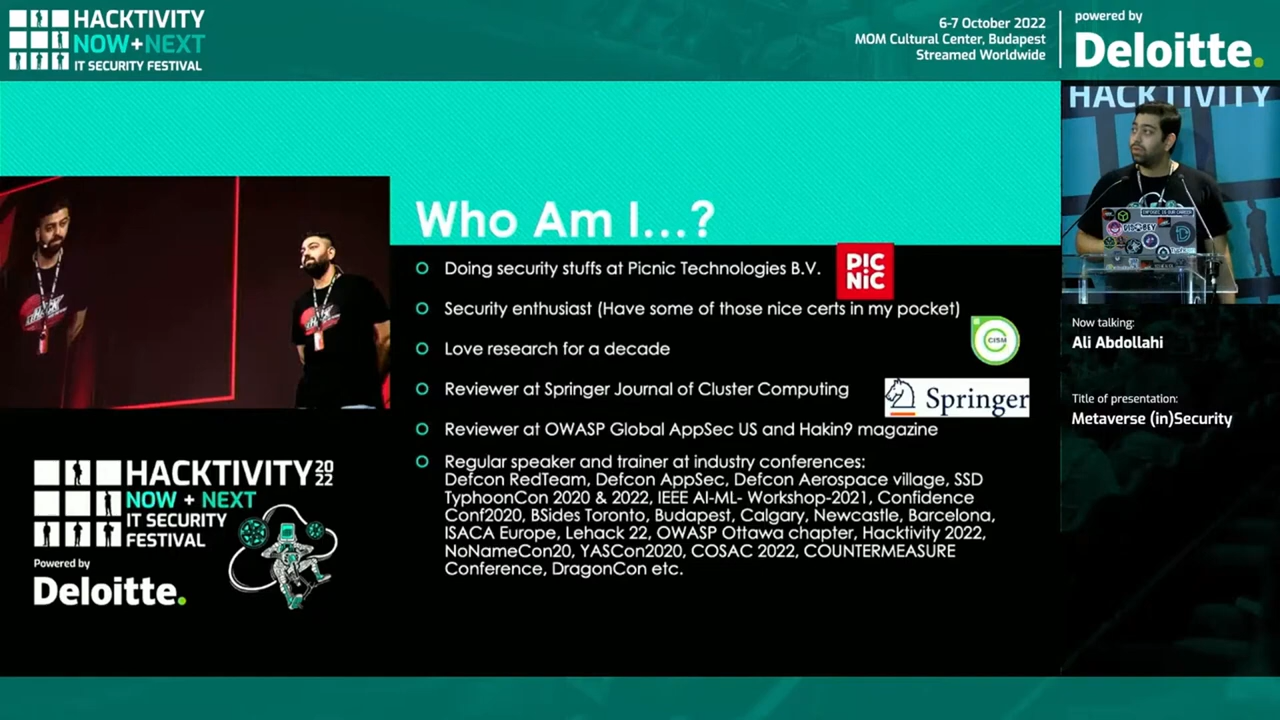 HACKTIVITY
NOW+NEXT
IT SECURITY FESTIVAL
6-7 October 2022
MOM Cultural Center, Budapest
Streamed Worldwide
powered by
Deloitte.
Who Am I...?
Doing security stuffs at Picnic Technologies B.V.
PIC
NiC
Security enthusiast (Have some of those nice certs in my pocket)
CISM
Love research for a decade
Reviewer at Springer Journal of Cluster Computing
Springer
Reviewer at OWASP Global AppSec US and Hakin9 magazine
Regular speaker and trainer at industry conferences:
Defcon RedTeam, Defcon AppSec, Defcon Aerospace village, SSD
TyphoonCon 2020 & 2022, IEEE AI-ML- Workshop-2021, Confidence
Conf2020, BSides Toronto, Budapest, Calgary, Newcastle, Barcelona,
ISACA Europe, Lehack 22, OWASP Ottawa chapter, Hacktivity 2022,
NoNameCon20, YASCon2020, COSAC 2022, COUNTERMEASURE
Conference, DragonCon etc.
HACKTIVITY 2022
NOW + NEXT
IT SECURITY
FESTIVAL
Powered by
Deloitte.
HACKTIVITY
Now talking:
Ali Abdollahi
Title of presentation:
Metaverse (in)Security